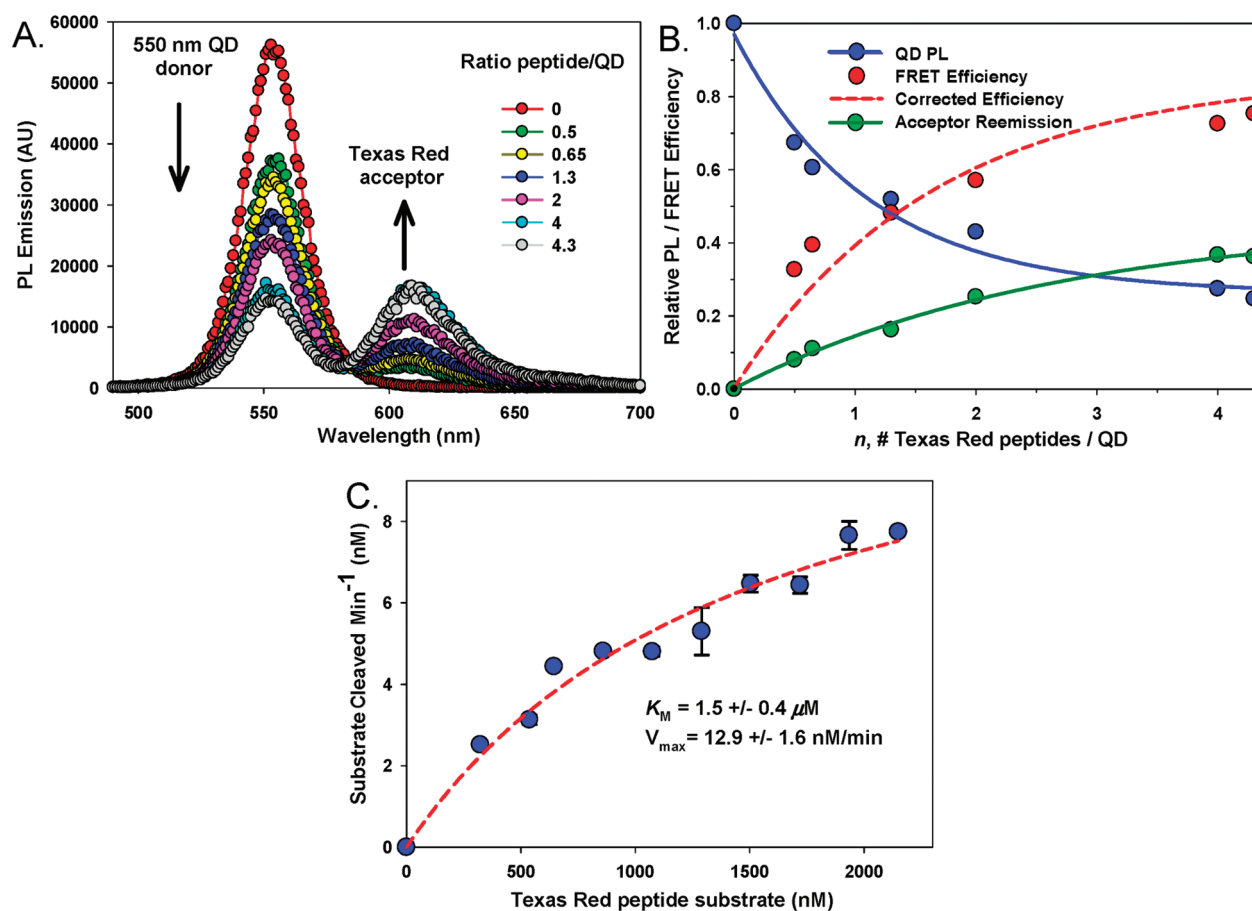 A.
60000
50000
40000
30000
20000
10000
0
PL Emission (AU)
550 nm QD
donor
Texas Red
acceptor
Ratio peptide/QD
0
0.5
0.65
1.3
2
4
4.3
500
550
600
650
700
Wavelength (nm)
B.
1.0
0.8
0.6
0.4
0.2
0.0
Relative PL / FRET Efficiency
QD PL
FRET Efficiency
Corrected Efficiency
Acceptor Reemission
0
1
2
3
4
n, # Texas Red peptides / QD
C.
8
6
4
2
0
Substrate Cleaved Min⁻¹ (nM)
K_M = 1.5 +/- 0.4 μM
V_max = 12.9 +/- 1.6 nM/min
0
500
1000
1500
2000
Texas Red peptide substrate (nM)